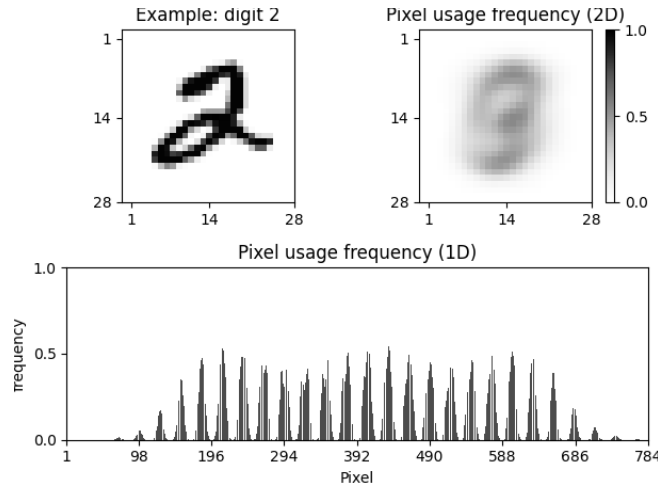 Example: digit 2
Pixel usage frequency (2D)
1
14
28
1 14 28
1
14
28
1 14 28
1.0
0.5
0.0
Pixel usage frequency (1D)
1.0
0.5
0.0
frequency
1 98 196 294 392 490 588 686 784
Pixel